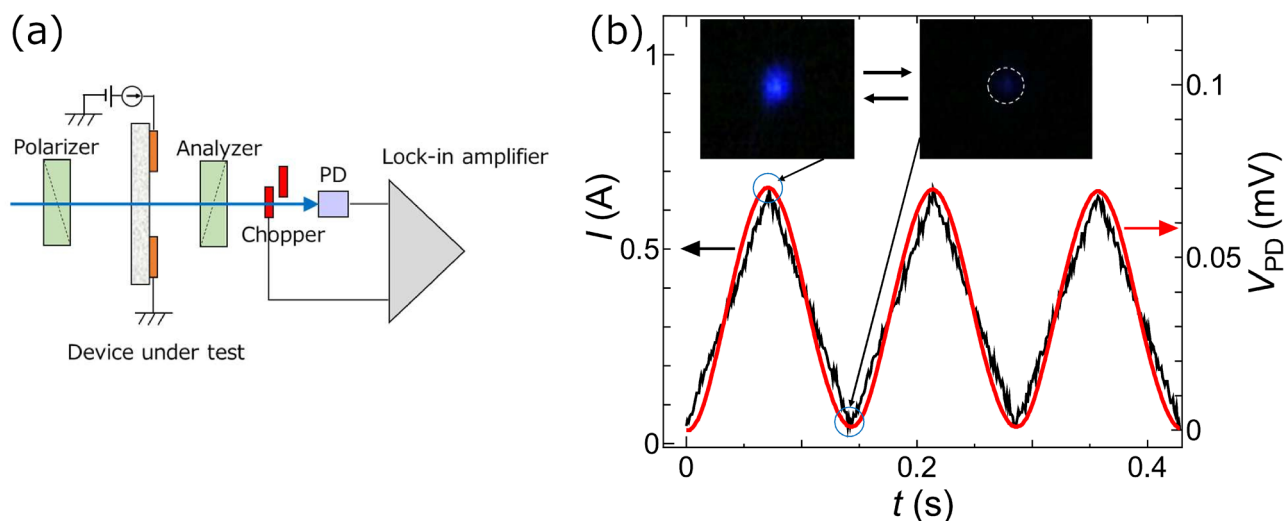 (a)
Polarizer
Analyzer
Lock-in amplifier
PD
Chopper
Device under test
(b)
1
0.5
0
I (A)
0
0.2
0.4
t (s)
0.1
0.05
0
V_PD (mV)